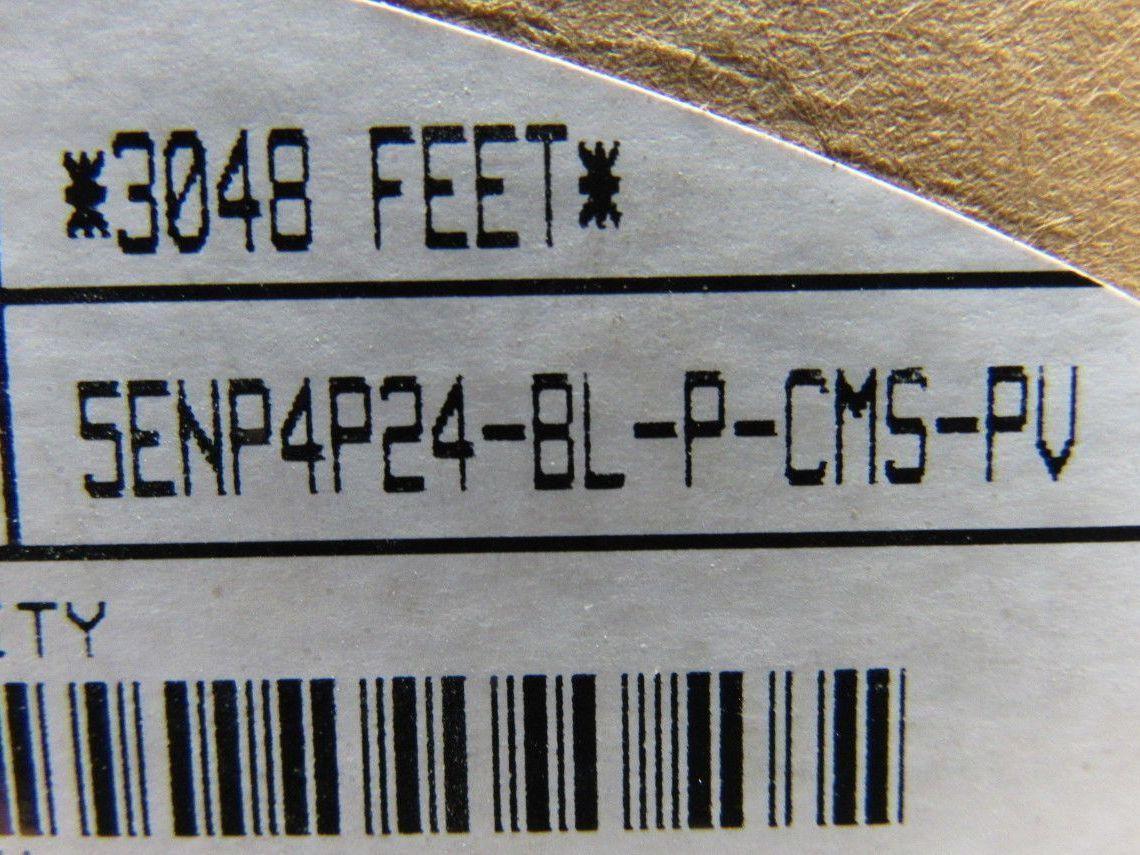 *3048 FEET*
5ENP4P24-BL-P-CMS-PV